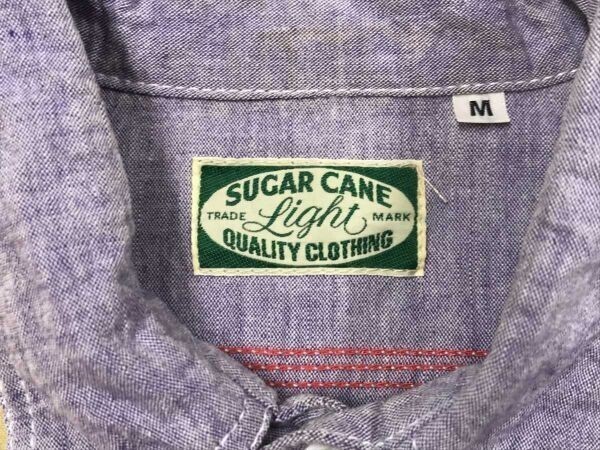 SUGAR CANE
TRADE Light MARK
QUALITY CLOTHING
M